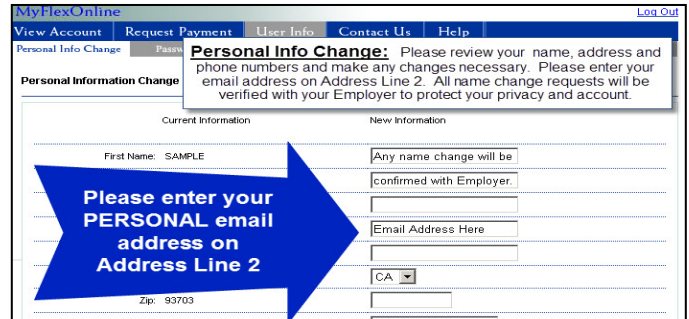 MyFlexOnline
Log Out
View Account Request Payment User Info Contact Us Help
Personal Info Change
Personal Info Change: Please review your name, address and
phone numbers and make any changes necessary. Please enter your
email address on Address Line 2. All name change requests will be
verified with your Employer to protect your privacy and account.
Personal Information Change
Current Information New Information
First Name: SAMPLE Any name change will be
confirmed with Employer.
Please enter your
PERSONAL email
address on
Address Line 2
Email Address Here
CA
Zip: 93703